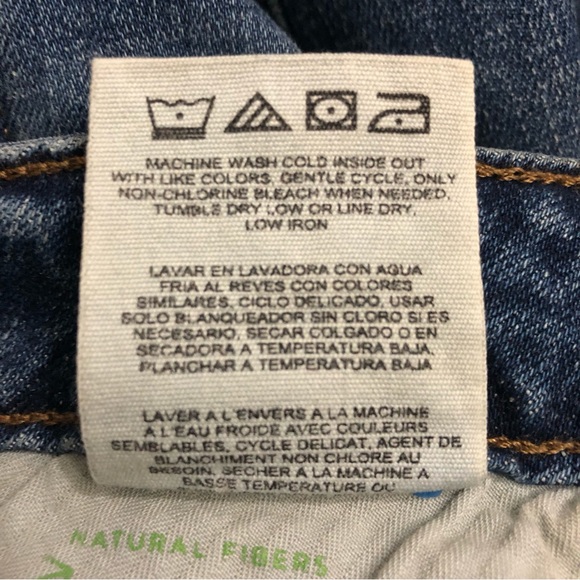 MACHINE WASH COLD INSIDE OUT
WITH LIKE COLORS, GENTLE CYCLE, ONLY
NON-CHLORINE BLEACH WHEN NEEDED,
TUMBLE DRY LOW OR LINE DRY,
LOW IRON
LAVAR EN LAVADORA CON AGUA
FRIA AL REVES CON COLORES
SIMILARES, CICLO DELICADO, USAR
SOLO BLANQUEADOR SIN CLORO SI ES
NECESARIO, SECAR COLGADO O EN
SECADORA A TEMPERATURA BAJA,
PLANCHAR A TEMPERATURA BAJA
LAVER A L'ENVERS A LA MACHINE
A L'EAU FROIDE AVEC COULEURS
SEMBLABLES, CYCLE DELICAT, AGENT DE
BLANCHIMENT NON CHLORE AU
BESOIN, SECHER A LA MACHINE A
BASSE TEMPERATURE OU
NATURAL FIBERS